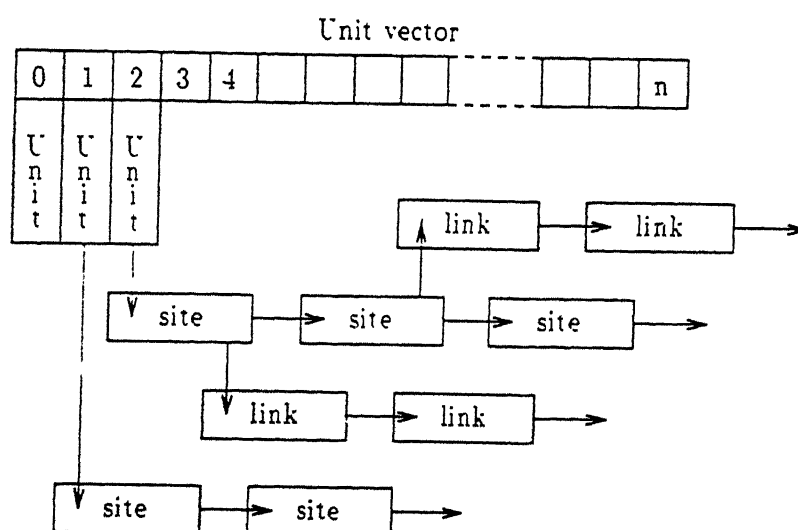 Unit vector
0 1 2 3 4 n
Unit Unit Unit
link link
site site site
link link
site site